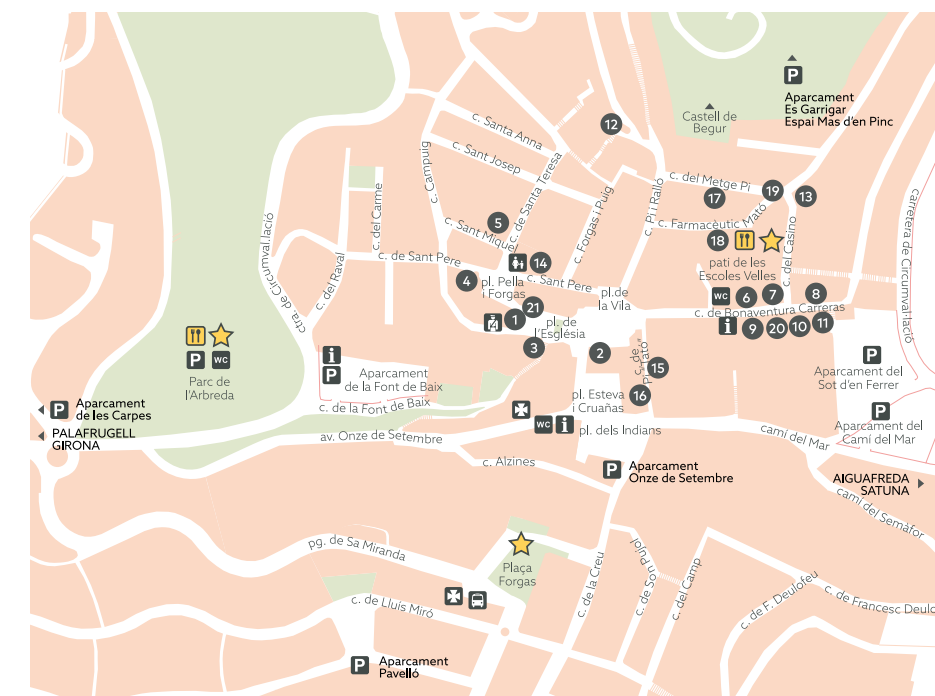 P
Aparcament
Es Garrigar
Espai Mas d'en Pinc
Castell de
Begur
12
c. Santa Anna
c. Sant Josep
c. Campuig
c. de Santa Teresa
c. del Metge Pi
17
19
13
c. Farmacèutic Mató
18
pati de les
Escoles Velles
c. del Casino
carretera de Circumval·lació
c. Pi i Ralló
c. Forgas i Puig
5
c. Sant Miquel
c. del Carme
c. de Sant Pere
14
c. Sant Pere
4
pl. Pella
i Forgas
21
1
pl. de
l'Església
pl.de
la Vila
3
2
WC
6
7
8
c. de Bonaventura Carreras
i
9
20
10
11
ctra. de Circumval.lació
c. del Raval
P
WC
Parc de
l'Arbreda
i
P
Aparcament
de la Font de Baix
c. de la Font de Baix
15
16
pl. Esteva
i Cruañas
P
Aparcament del
Sot d'en Ferrer
P
Aparcament del
Camí del Mar
P
Aparcament
de les Carpes
PALAFRUGELL
GIRONA
av. Onze de Setembre
WC
i
pl. dels Indians
camí del Mar
c. Alzines
P
Aparcament
Onze de Setembre
AIGUAFREDA
SATUNA
camí del Semàfor
pg. de Sa Miranda
Plaça
Forgas
c. de la Creu
c. de Son Pujol
c. del Camp
c. de F. Deulofeu
c. de Francesc Deulo
c. de Lluís Miró
P
Aparcament
Pavelló